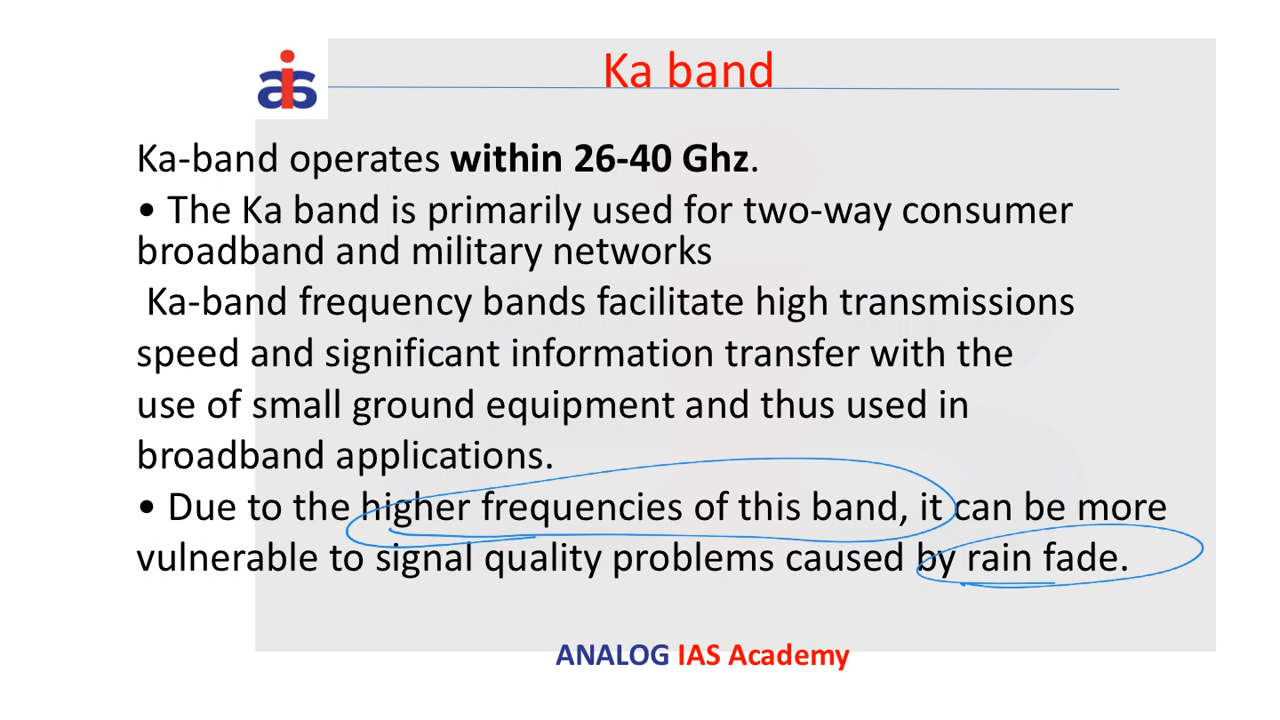 ais
Ka band
Ka-band operates within 26-40 Ghz.
• The Ka band is primarily used for two-way consumer
broadband and military networks
Ka-band frequency bands facilitate high transmissions
speed and significant information transfer with the
use of small ground equipment and thus used in
broadband applications.
• Due to the higher frequencies of this band, it can be more
vulnerable to signal quality problems caused by rain fade.
ANALOG IAS Academy